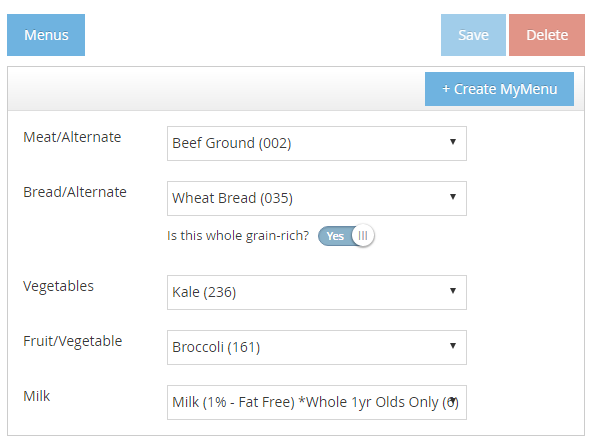 Menus Save Delete
+ Create MyMenu
Meat/Alternate Beef Ground (002)
Bread/Alternate Wheat Bread (035)
Is this whole grain-rich? Yes
Vegetables Kale (236)
Fruit/Vegetable Broccoli (161)
Milk Milk (1% - Fat Free) *Whole 1yr Olds Only (6)